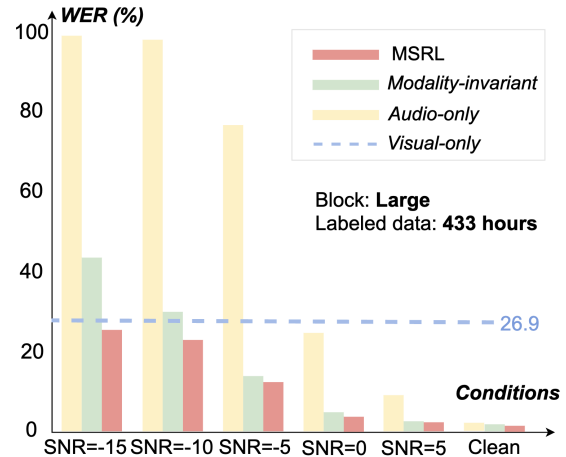 WER (%)
100
80
60
40
20
0
MSRL
Modality-invariant
Audio-only
Visual-only
Block: Large
Labeled data: 433 hours
26.9
Conditions
SNR=-15 SNR=-10 SNR=-5 SNR=0 SNR=5 Clean